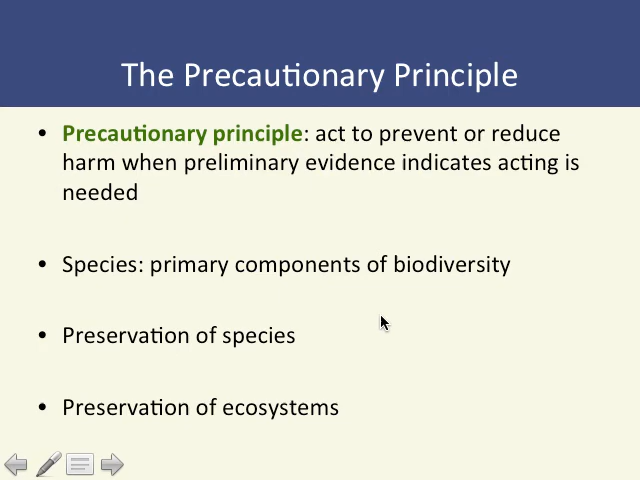 The Precautionary Principle
• Precautionary principle: act to prevent or reduce
harm when preliminary evidence indicates acting is
needed
• Species: primary components of biodiversity
• Preservation of species
• Preservation of ecosystems